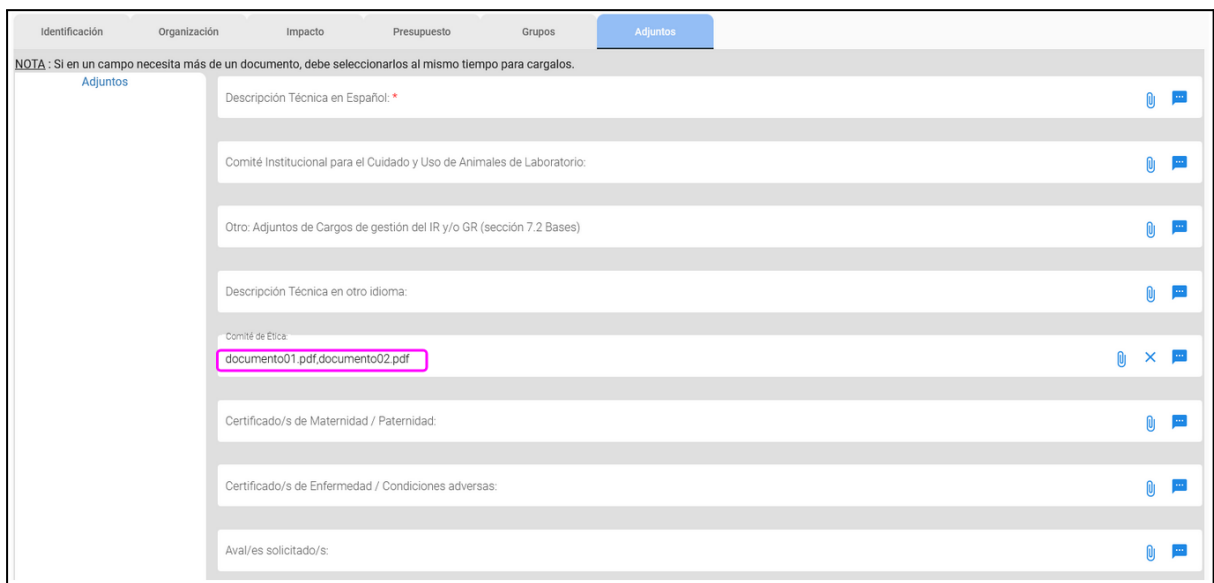 Identificación Organización Impacto Presupuesto Grupos Adjuntos
NOTA : Si en un campo necesita más de un documento, debe seleccionarlos al mismo tiempo para cargalos.
Adjuntos
Descripción Técnica en Español: *
Comité Institucional para el Cuidado y Uso de Animales de Laboratorio:
Otro: Adjuntos de Cargos de gestión del IR y/o GR (sección 7.2 Bases)
Descripción Técnica en otro idioma:
Comité de Ética:
documento01.pdf,documento02.pdf
Certificado/s de Maternidad / Paternidad:
Certificado/s de Enfermedad / Condiciones adversas:
Aval/es solicitado/s: